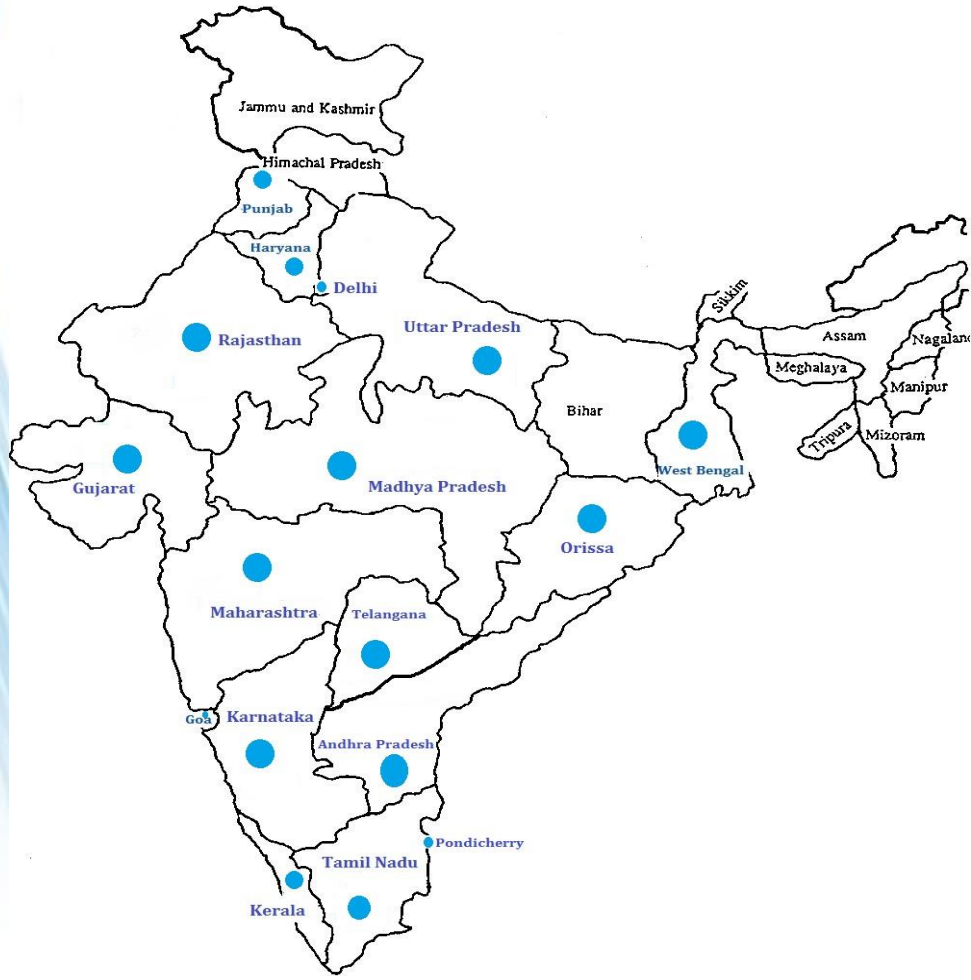 Jammu and Kashmir
Himachal Pradesh
Punjab
Haryana
Delhi
Sikkim
Uttar Pradesh
Rajasthan
Assam
Nagaland
Meghalaya
Manipur
Bihar
Tripura
Mizoram
West Bengal
Gujarat
Madhya Pradesh
Orissa
Maharashtra
Telangana
Goa
Karnataka
Andhra Pradesh
Pondicherry
Tamil Nadu
Kerala